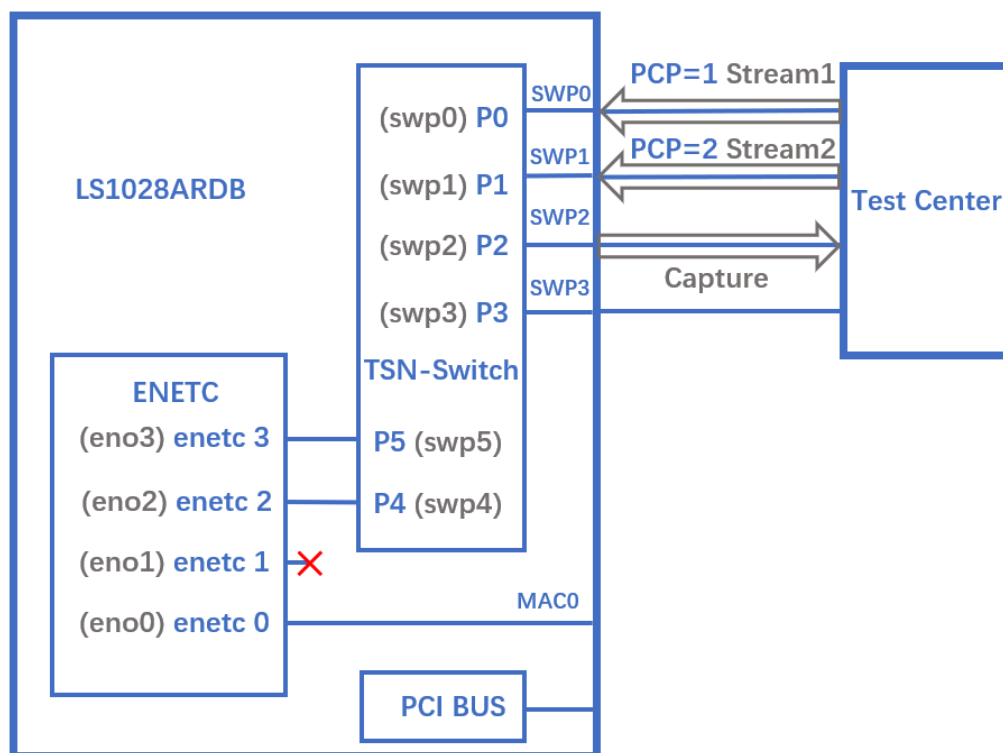 LS1028ARDB
(swp0) P0
(swp1) P1
(swp2) P2
(swp3) P3
TSN-Switch
P5 (swp5)
P4 (swp4)
SWP0
SWP1
SWP2
SWP3
PCP=1 Stream1
PCP=2 Stream2
Capture
Test Center
ENETC
(eno3) enetc 3
(eno2) enetc 2
(eno1) enetc 1
(eno0) enetc 0
MAC0
PCI BUS